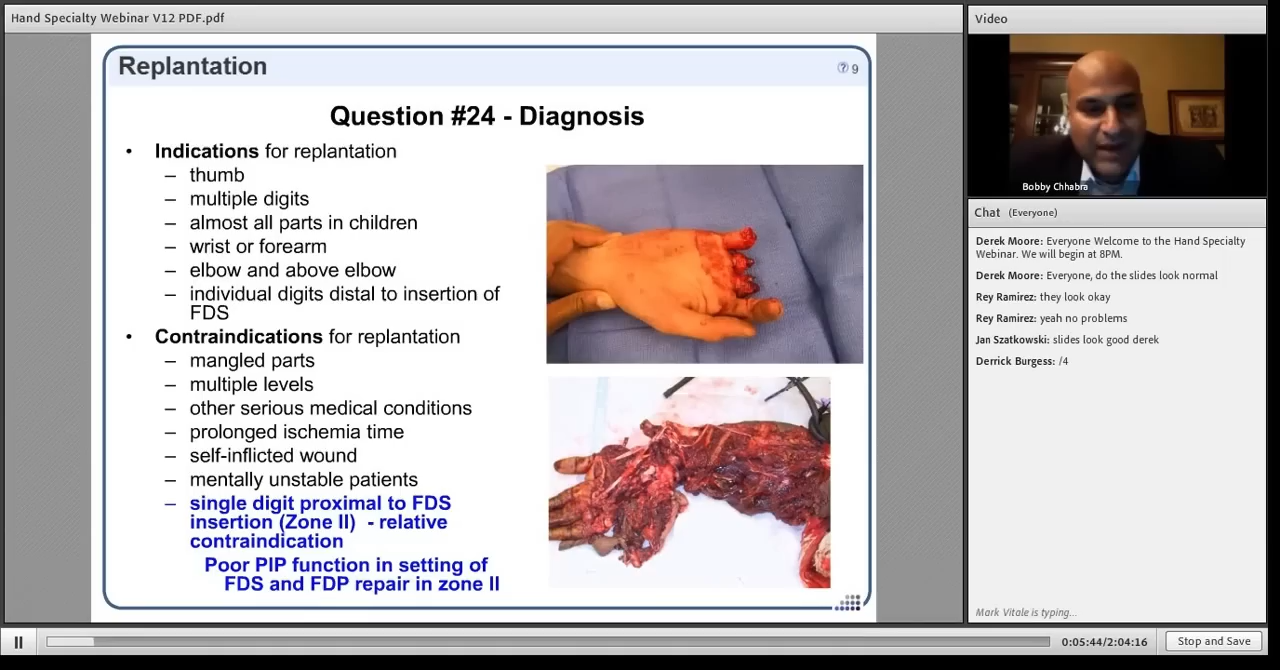 Hand Specialty Webinar V12 PDF.pdf
Replantation
9
Question #24 - Diagnosis
• Indications for replantation
– thumb
– multiple digits
– almost all parts in children
– wrist or forearm
– elbow and above elbow
– individual digits distal to insertion of
FDS
• Contraindications for replantation
– mangled parts
– multiple levels
– other serious medical conditions
– prolonged ischemia time
– self-inflicted wound
– mentally unstable patients
– single digit proximal to FDS
insertion (Zone II) - relative
contraindication
Poor PIP function in setting of
FDS and FDP repair in zone II
Video
Bobby Chhabra
Chat (Everyone)
Derek Moore: Everyone Welcome to the Hand Specialty
Webinar. We will begin at 8PM.
Derek Moore: Everyone, do the slides look normal
Rey Ramirez: they look okay
Rey Ramirez: yeah no problems
Jan Szatkowski: slides look good derek
Derrick Burgess: /4
Mark Vitale is typing...
0:05:44/2:04:16
Stop and Save